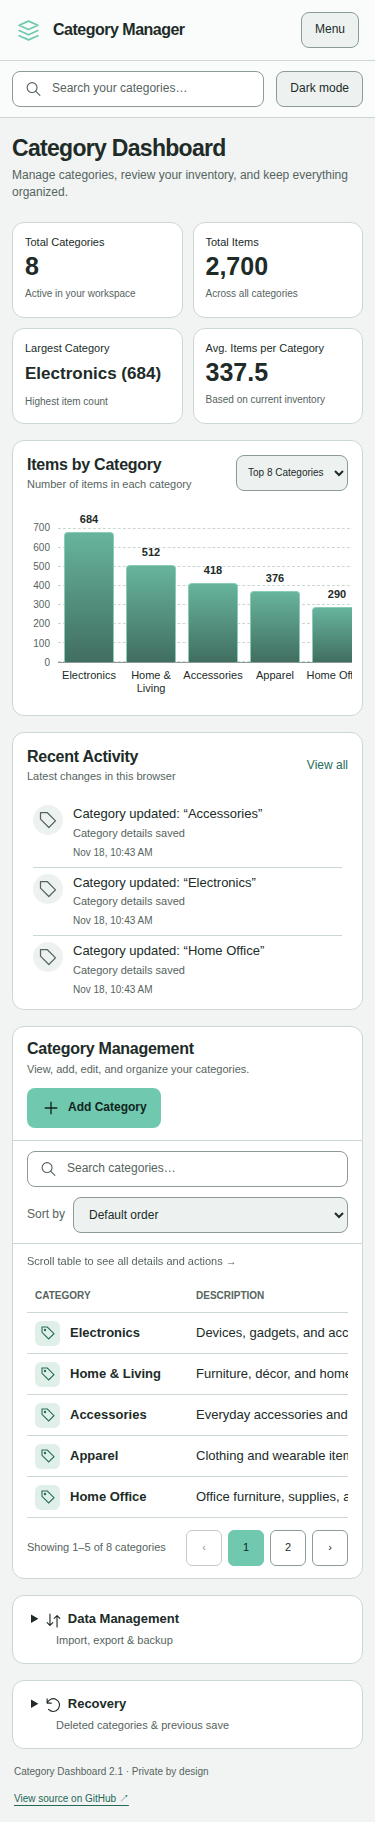 Category Manager
Menu
Search your categories…
Dark mode
Category Dashboard
Manage categories, review your inventory, and keep everything
organized.
Total Categories
8
Active in your workspace
Total Items
2,700
Across all categories
Largest Category
Electronics (684)
Highest item count
Avg. Items per Category
337.5
Based on current inventory
Items by Category
Number of items in each category
Top 8 Categories
700
600
500
400
300
200
100
0
684
512
418
376
290
Electronics
Home &
Living
Accessories
Apparel
Home Off
Recent Activity
Latest changes in this browser
View all
Category updated: “Accessories”
Category details saved
Nov 18, 10:43 AM
Category updated: “Electronics”
Category details saved
Nov 18, 10:43 AM
Category updated: “Home Office”
Category details saved
Nov 18, 10:43 AM
Category Management
View, add, edit, and organize your categories.
Add Category
Search categories…
Sort by
Default order
Scroll table to see all details and actions →
CATEGORY DESCRIPTION
Electronics Devices, gadgets, and acc
Home & Living Furniture, décor, and home
Accessories Everyday accessories and
Apparel Clothing and wearable item
Home Office Office furniture, supplies, a
Showing 1–5 of 8 categories
‹ 1 2 ›
Data Management
Import, export & backup
Recovery
Deleted categories & previous save
Category Dashboard 2.1 · Private by design
View source on GitHub ↗